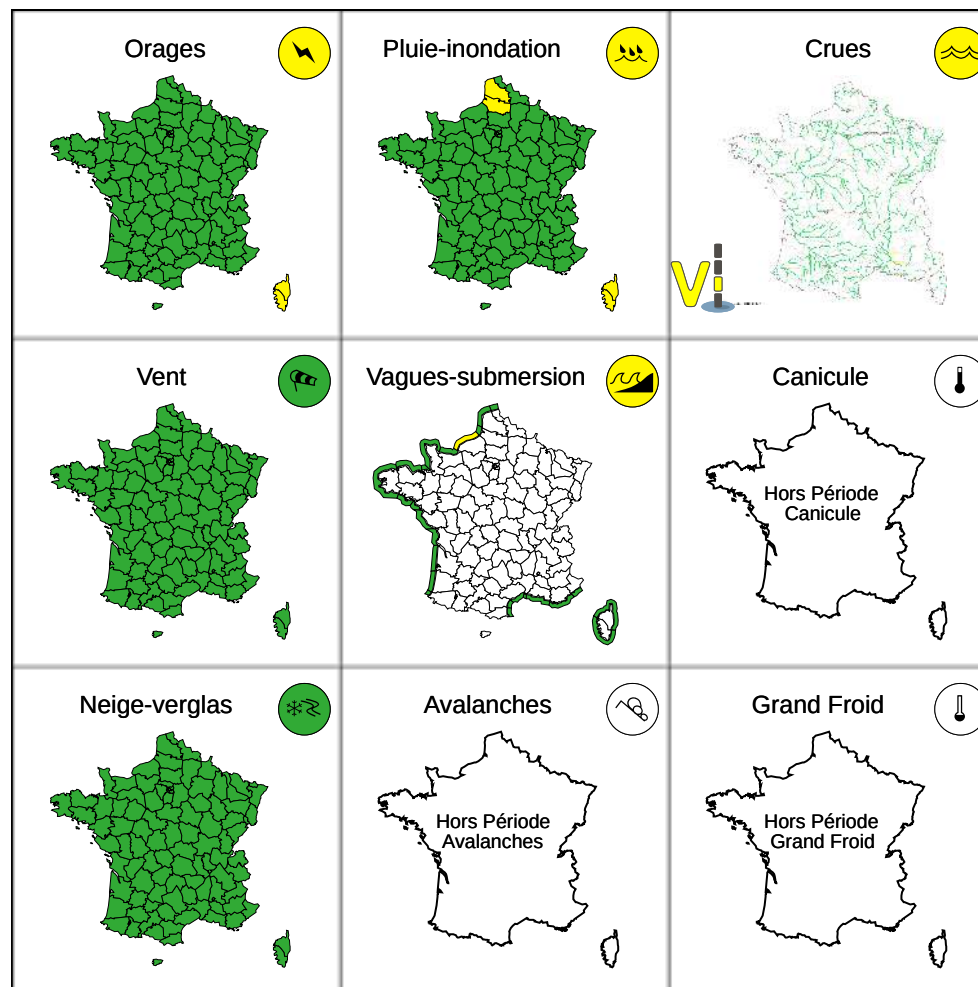 Orages
Pluie-inondation
Crues
Vi
Vent
Vagues-submersion
Canicule
Hors Période
Canicule
Neige-verglas
Avalanches
Grand Froid
Hors Période
Avalanches
Hors Période
Grand Froid